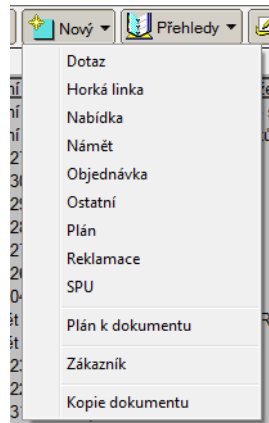 Nový Přehledy
Dotaz
Horká linka
Nabídka
Námět
Objednávka
Ostatní
Plán
Reklamace
SPU
Plán k dokumentu
Zákazník
Kopie dokumentu